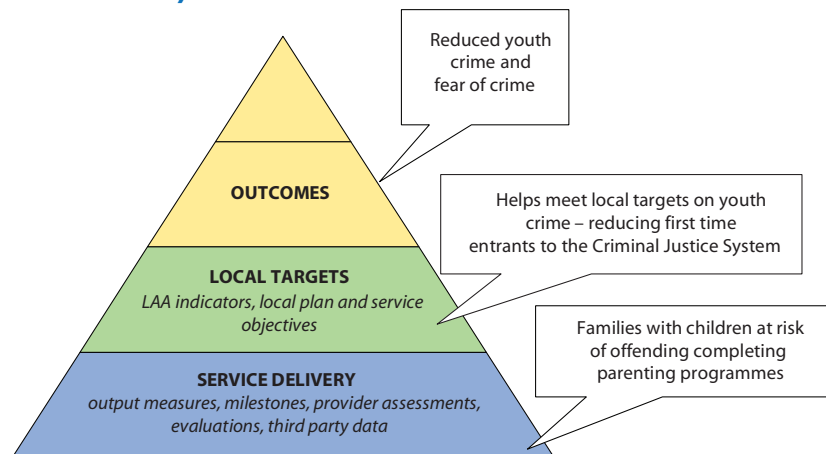 Reduced youth
crime and
fear of crime
OUTCOMES
Helps meet local targets on youth
crime – reducing first time
entrants to the Criminal Justice System
LOCAL TARGETS
LAA indicators, local plan and service
objectives
Families with children at risk
of offending completing
parenting programmes
SERVICE DELIVERY
output measures, milestones, provider assessments,
evaluations, third party data